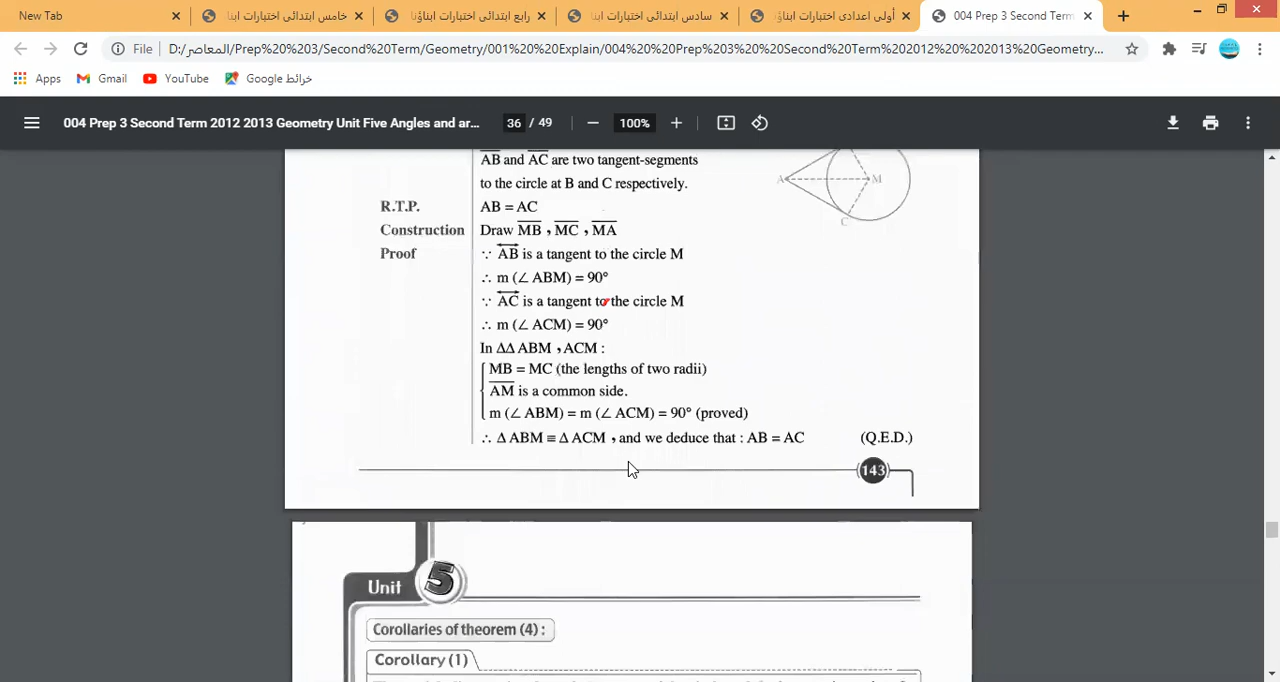 New Tab
خامس ابتدائى اختبارات ابنا
رابع ابتدائى اختبارات ابناؤنا
سادس ابتدائى اختبارات ابنا
أولى اعدادى اختبارات ابناؤ
004 Prep 3 Second Term
File D:/المعاصر/Prep%20%203/Second%20Term/Geometry/001%20%20Explain/004%20%20Prep%203%20%20Second%20Term%202012%20%202013%20Geometry...
Apps Gmail YouTube Google خرائط
004 Prep 3 Second Term 2012 2013 Geometry Unit Five Angles and ar... 36 / 49 100%
AB and AC are two tangent-segments
to the circle at B and C respectively.
A M
C
R.T.P. AB = AC
Construction Draw MB , MC , MA
Proof ∵ AB is a tangent to the circle M
∴ m (∠ ABM) = 90°
∵ AC is a tangent to the circle M
∴ m (∠ ACM) = 90°
In ΔΔ ABM , ACM :
MB = MC (the lengths of two radii)
AM is a common side.
m (∠ ABM) = m (∠ ACM) = 90° (proved)
∴ Δ ABM ≡ Δ ACM , and we deduce that : AB = AC (Q.E.D.)
143
Unit 5
Corollaries of theorem (4) :
Corollary (1)